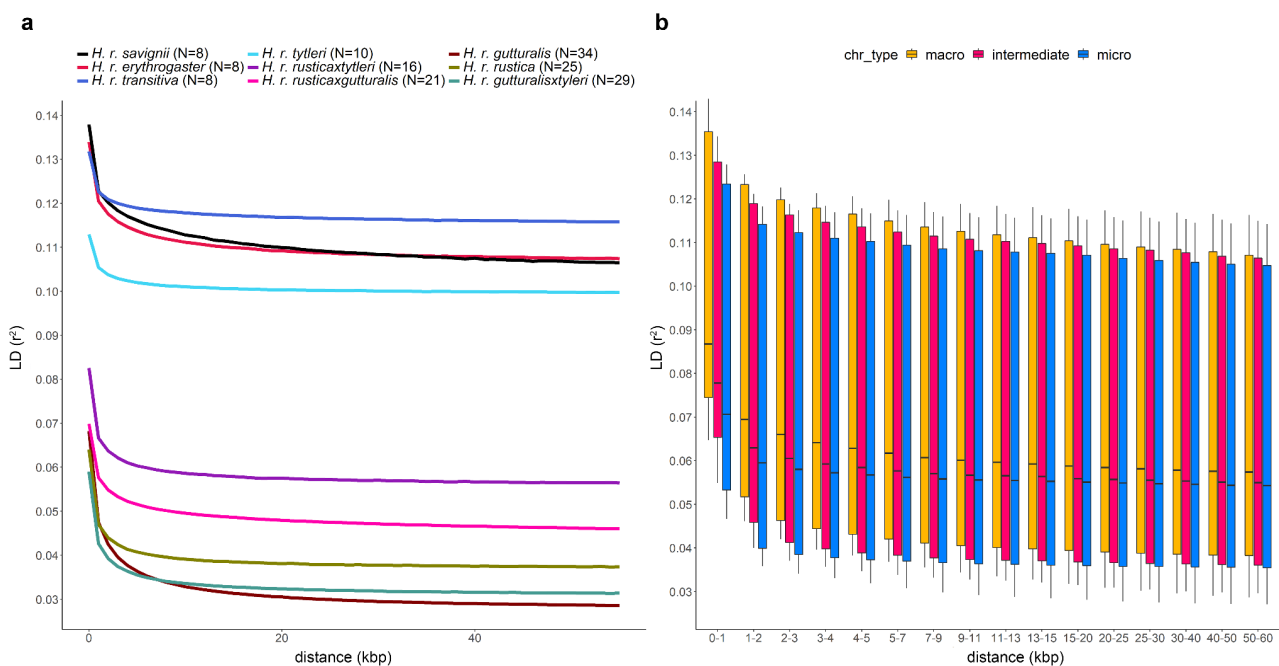 a
H. r. savignii (N=8)
H. r. tytleri (N=10)
H. r. gutturalis (N=34)
H. r. erythrogaster (N=8)
H. r. rusticaxtytleri (N=16)
H. r. rustica (N=25)
H. r. transitiva (N=8)
H. r. rusticaxgutturalis (N=21)
H. r. gutturalisxtyleri (N=29)
0.14
0.13
0.12
0.11
0.10
0.09
0.08
0.07
0.06
0.05
0.04
0.03
LD (r²)
0
20
40
distance (kbp)
b
chr_type macro intermediate micro
0.14
0.13
0.12
0.11
0.10
0.09
0.08
0.07
0.06
0.05
0.04
0.03
LD (r²)
0-1 1-2 2-3 3-4 4-5 5-7 7-9 9-11 11-13 13-15 15-20 20-25 25-30 30-40 40-50 50-60
distance (kbp)